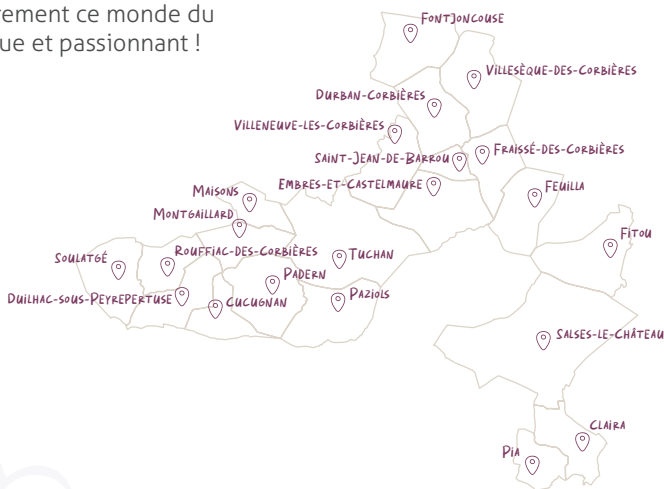 rement ce monde du
ue et passionnant !
Fontjoncouse
Villesèque-des-Corbières
Durban-Corbières
Villeneuve-les-Corbières
Saint-Jean-de-Barrou
Fraissé-des-Corbières
Embres-et-Castelmaure
Maisons
Feuilla
Montgaillard
Fitou
Soulatgé
Rouffiac-des-Corbières
Tuchan
Padern
Duilhac-sous-Peyrepertuse
Cucugnan
Paziols
Salses-le-Château
Claira
Pia